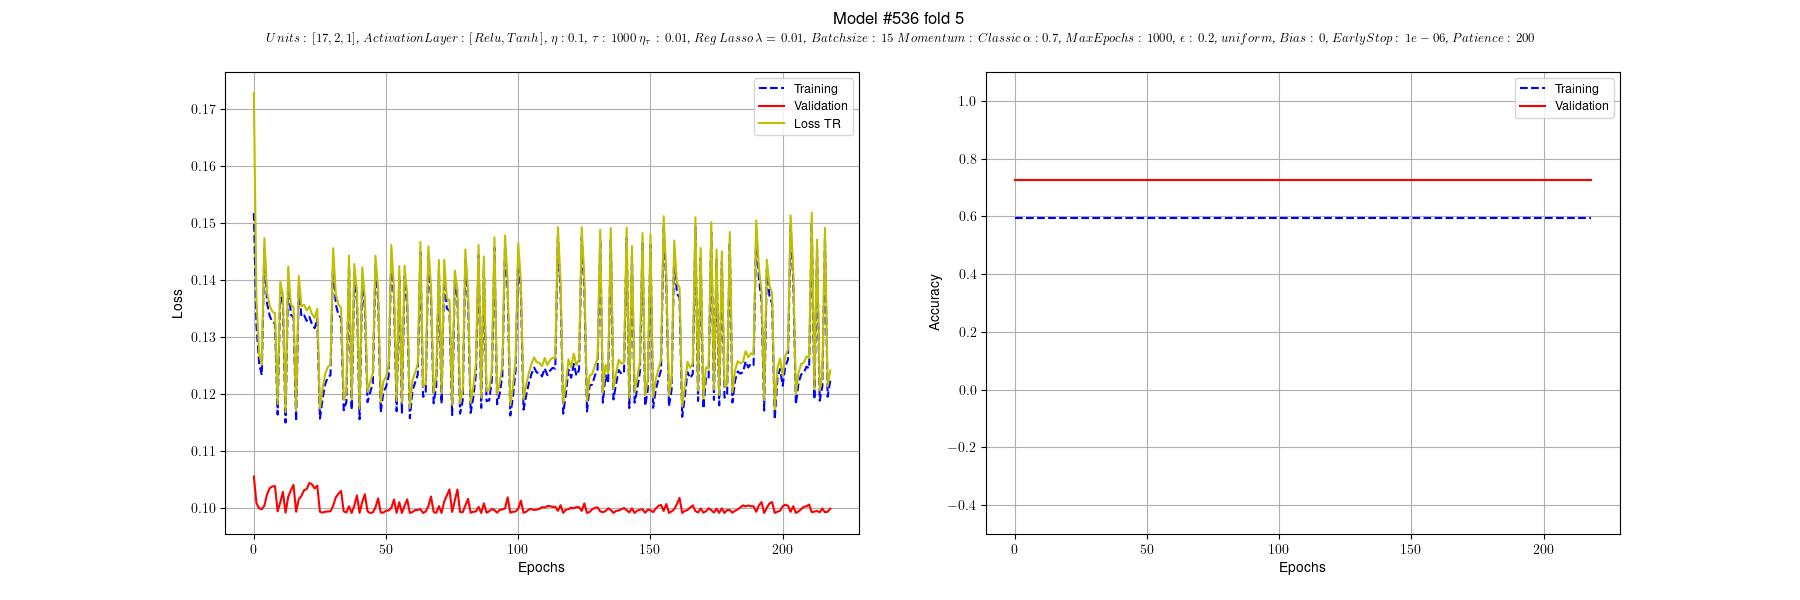 Model #536 fold 5
Units : [17, 2, 1], ActivationLayer : [Relu, Tanh], η : 0.1, τ : 1000 η_τ : 0.01, Reg Lasso λ = 0.01, Batchsize : 15 Momentum : Classic α : 0.7, MaxEpochs : 1000, ϵ : 0.2, uniform, Bias : 0, EarlyStop : 1e − 06, Patience : 200
Training
Validation
Loss TR
0.17
0.16
0.15
0.14
0.13
0.12
0.11
0.10
Loss
0 50 100 150 200
Epochs
Training
Validation
1.0
0.8
0.6
0.4
0.2
0.0
−0.2
−0.4
Accuracy
0 50 100 150 200
Epochs